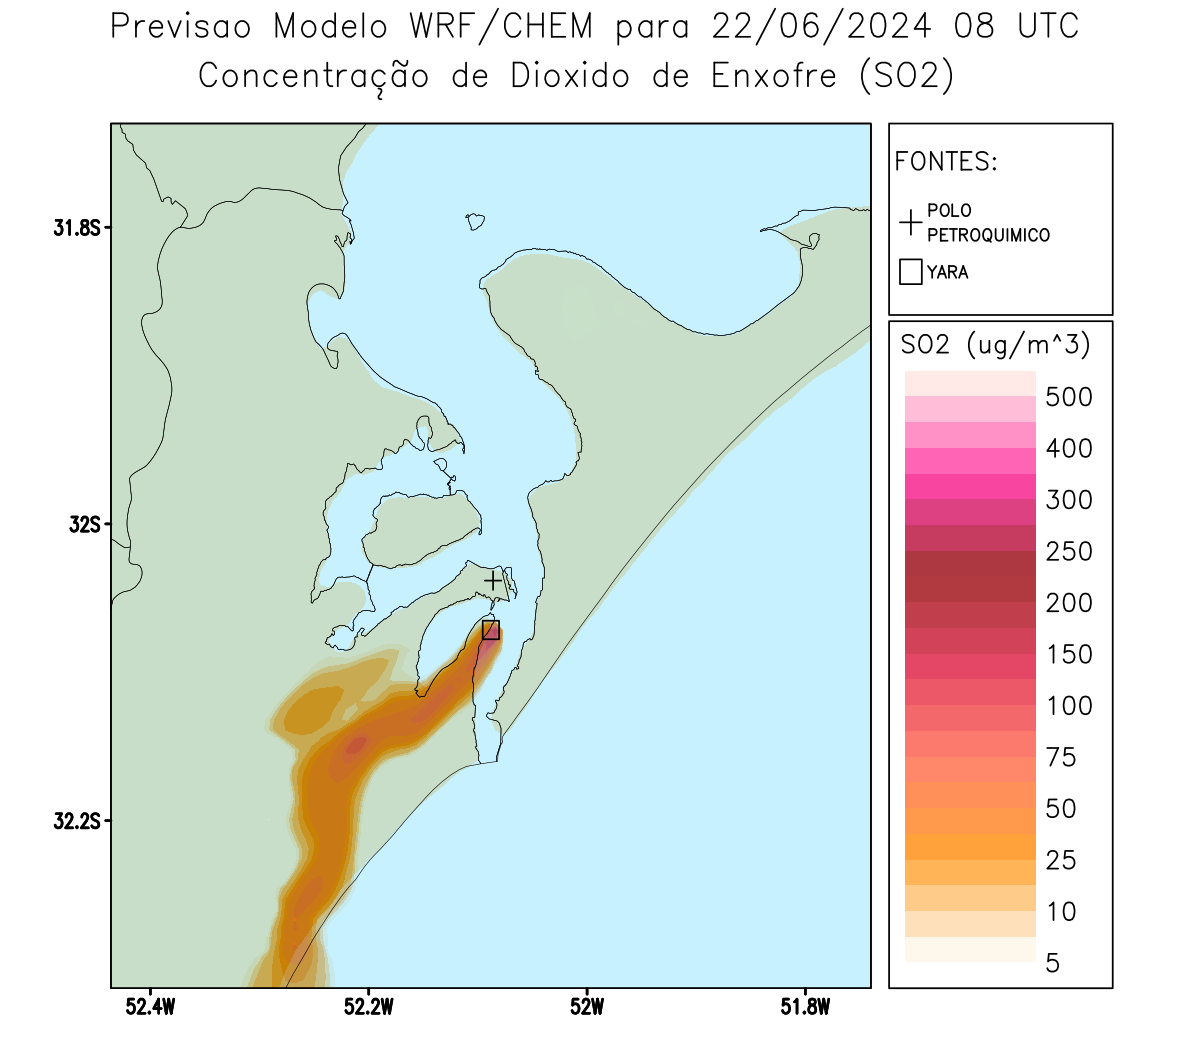 Previsao Modelo WRF/CHEM para 22/06/2024 08 UTC
Concentração de Dioxido de Enxofre (SO2)
FONTES:
POLO
PETROQUIMICO
YARA
31.8S
32S
32.2S
52.4W
52.2W
52W
51.8W
SO2 (ug/m^3)
500
400
300
250
200
150
100
75
50
25
10
5